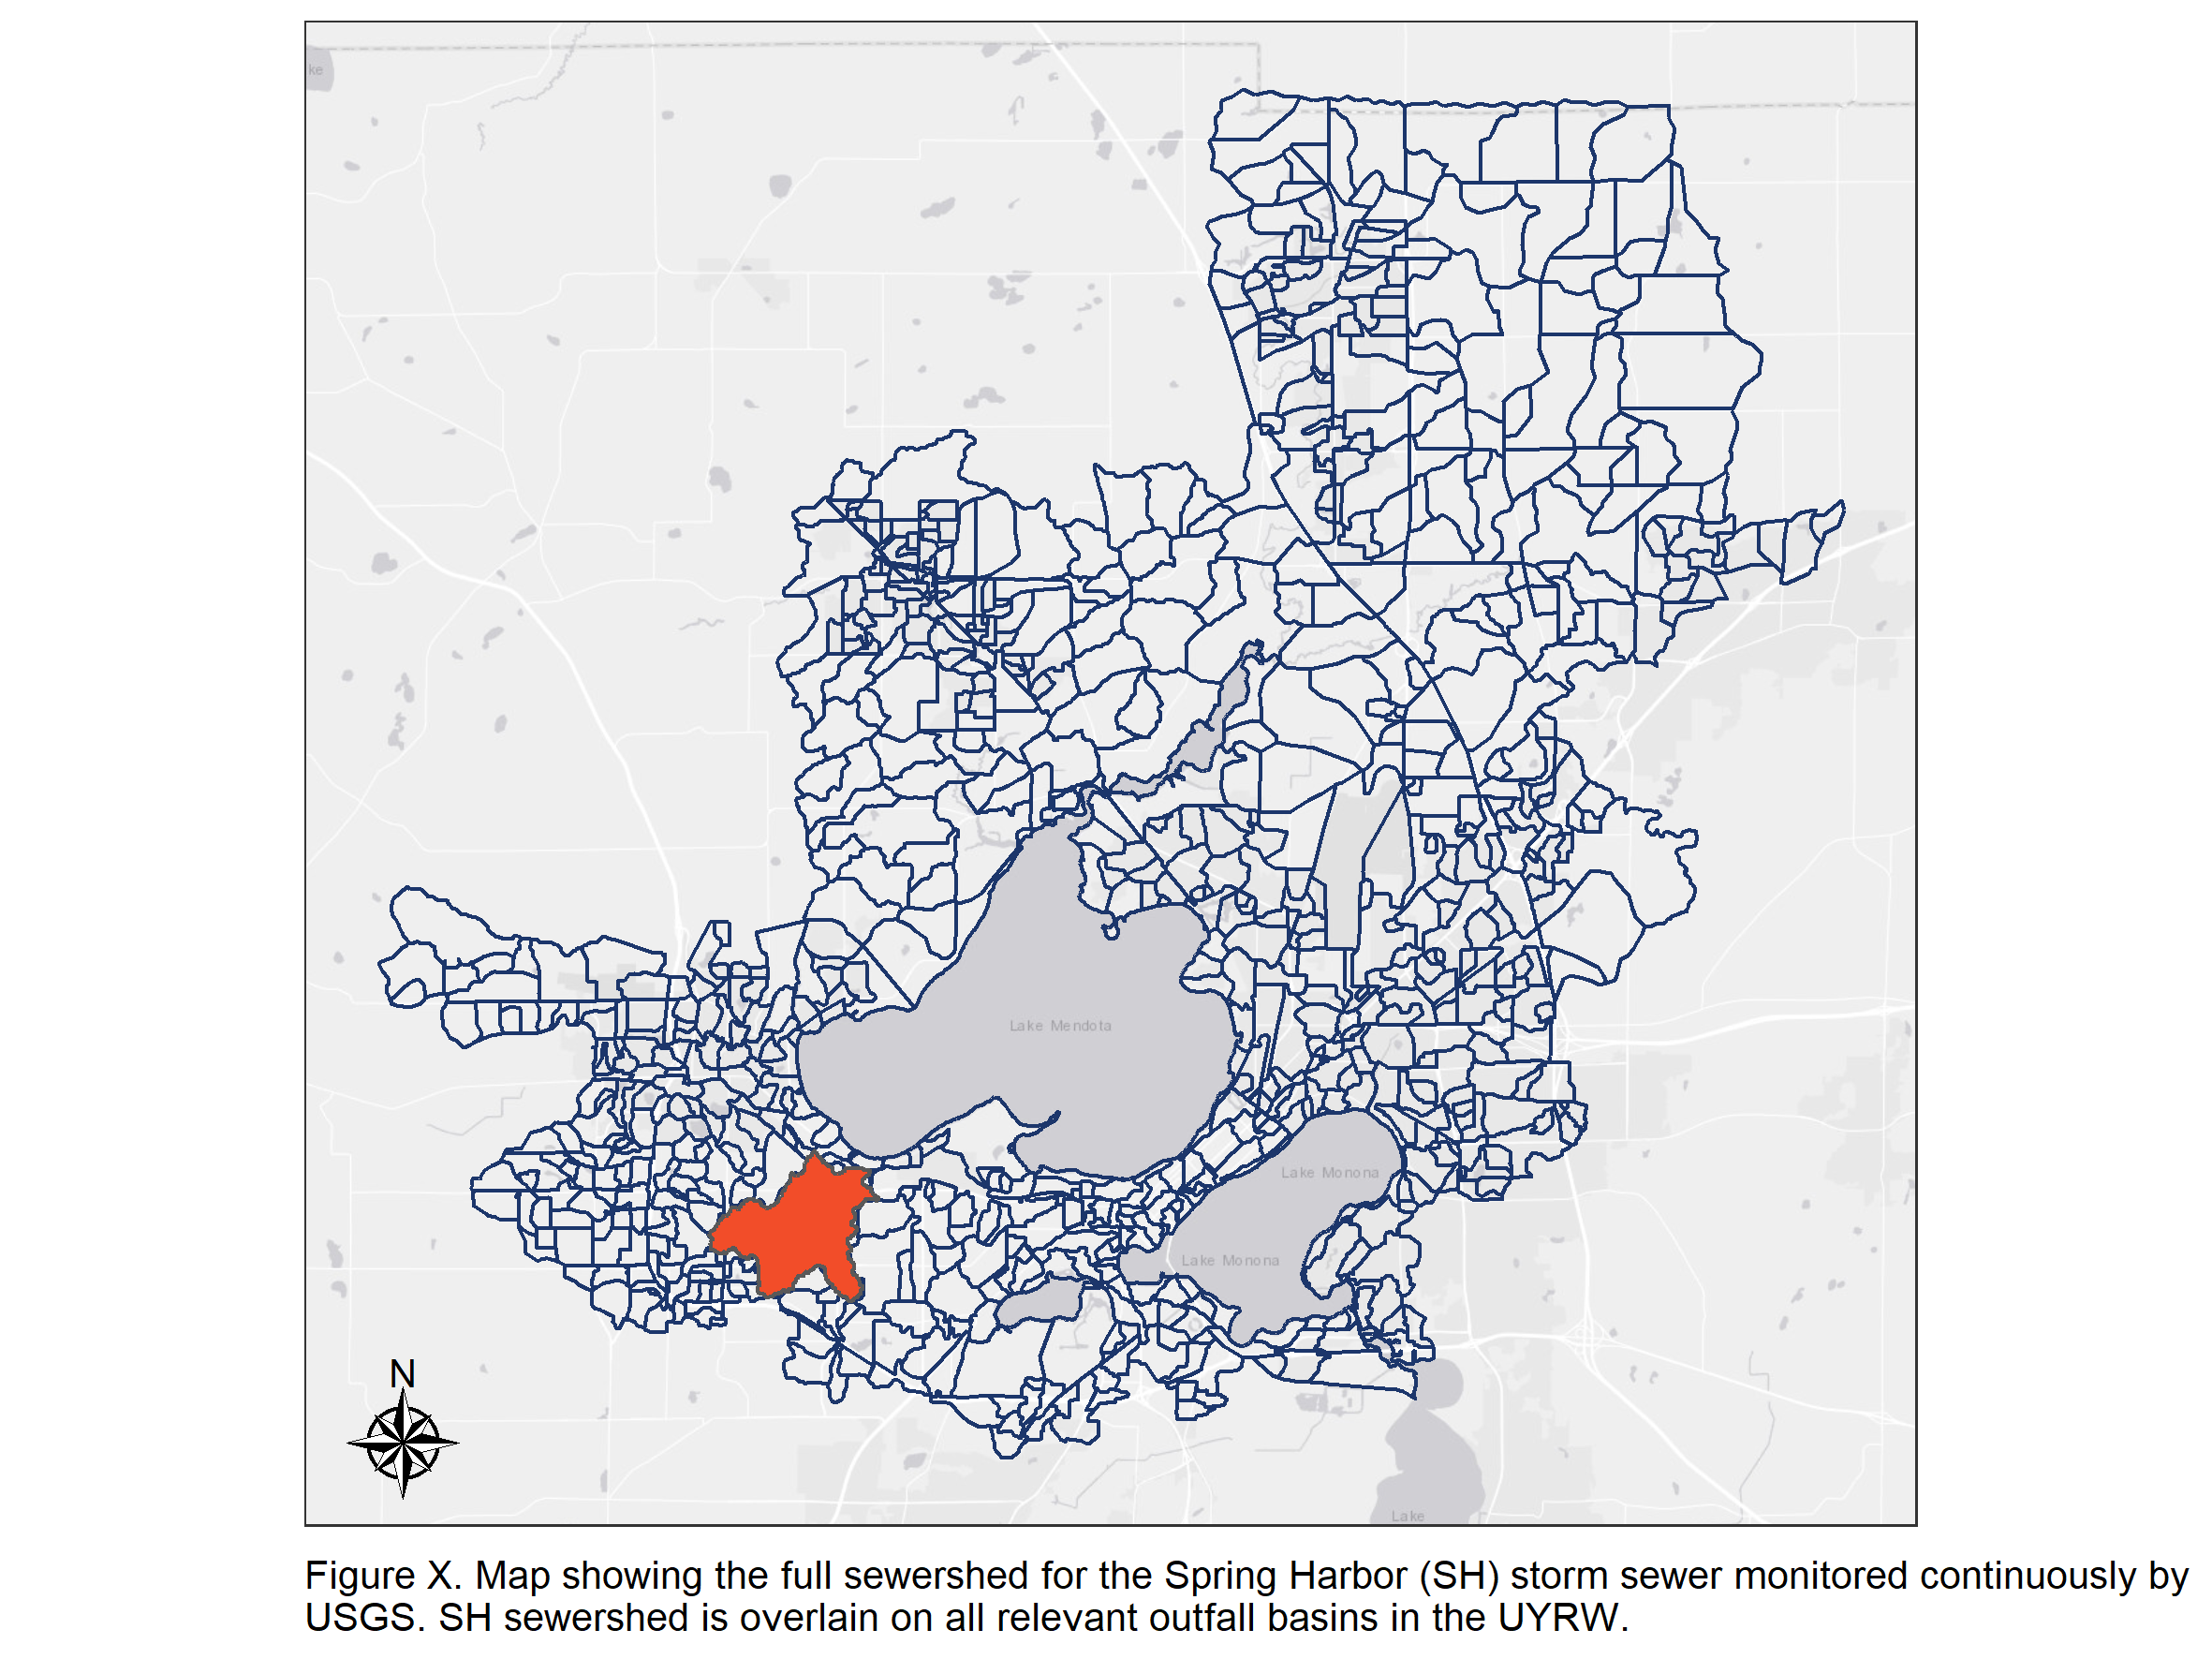 ke
Lake Mendota
Lake Monona
Lake Monona
Lake
N
Figure X. Map showing the full sewershed for the Spring Harbor (SH) storm sewer monitored continuously by
USGS. SH sewershed is overlain on all relevant outfall basins in the UYRW.